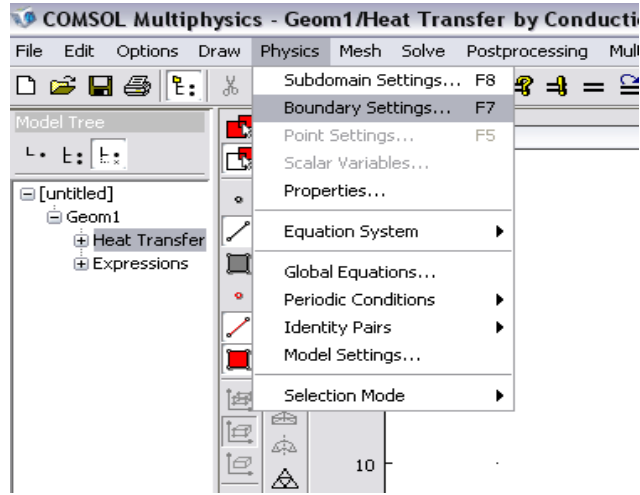 COMSOL Multiphysics - Geom1/Heat Transfer by Conducti
File Edit Options Draw Physics Mesh Solve Postprocessing Mul
Subdomain Settings... F8
Model Tree
Boundary Settings... F7
Point Settings... F5
Scalar Variables...
[untitled]
Properties...
Geom1
Heat Transfer
Equation System
Expressions
Global Equations...
Periodic Conditions
Identity Pairs
Model Settings...
Selection Mode
10